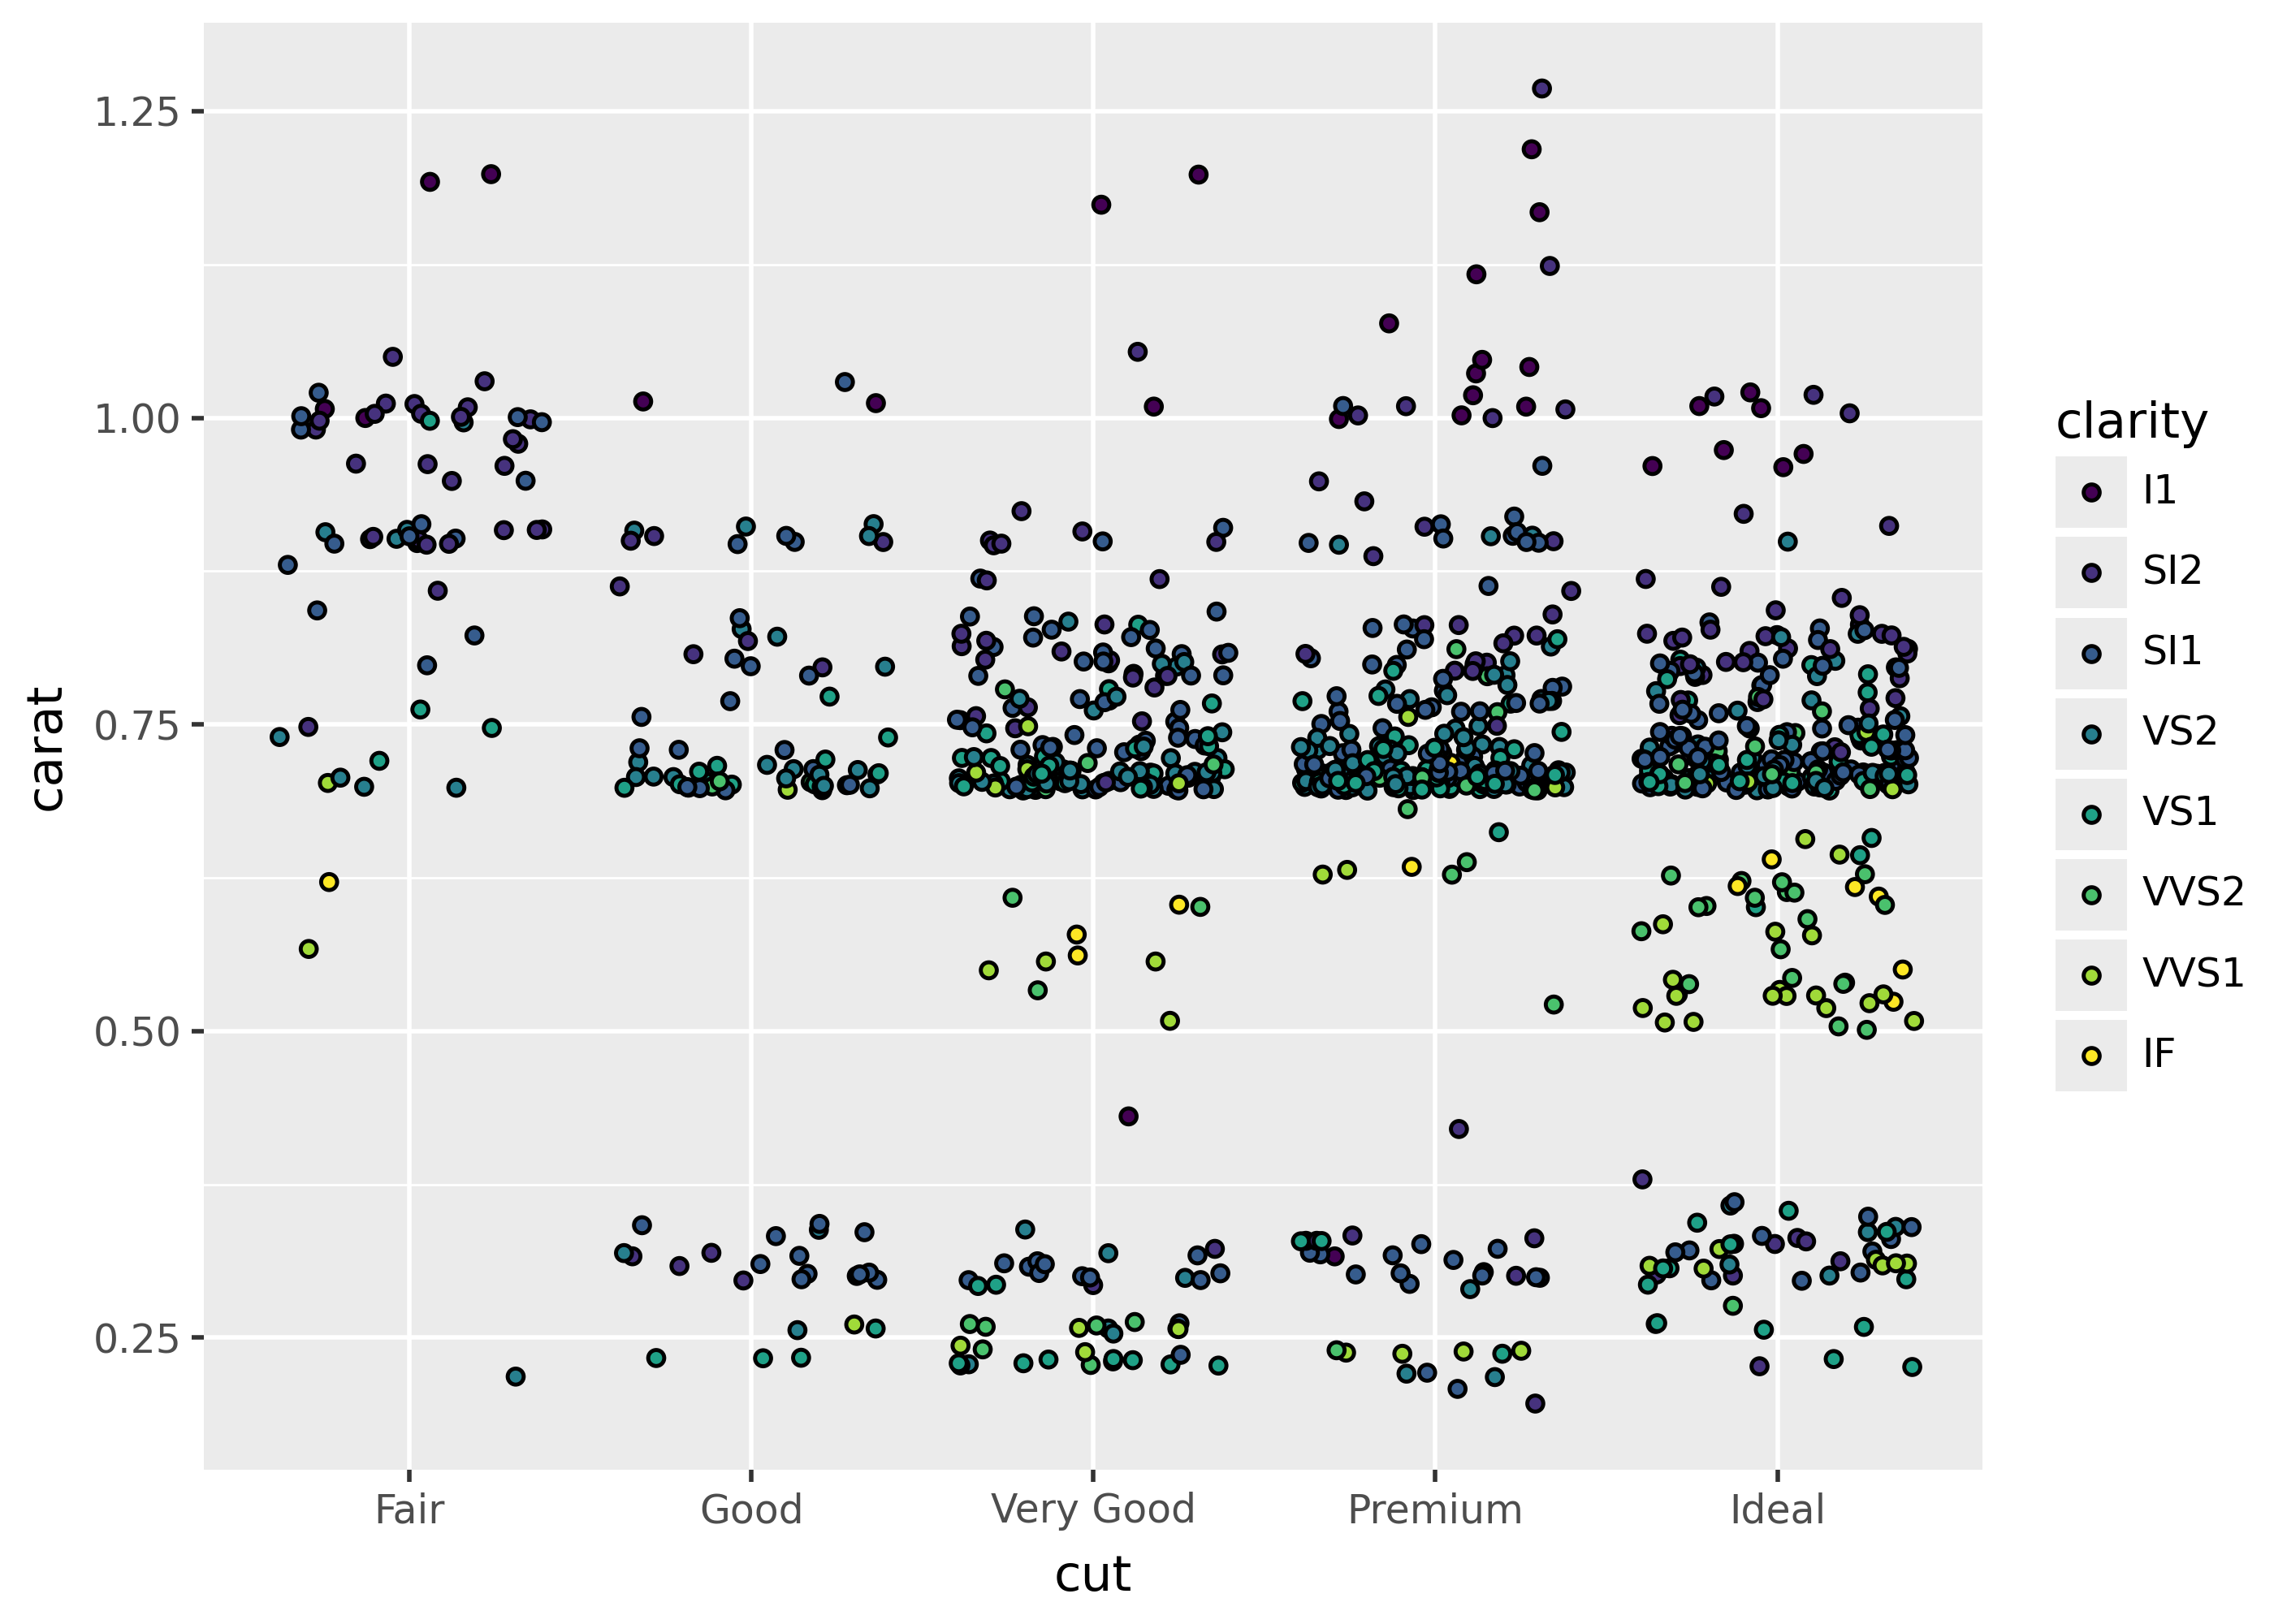 1.25
1.00
0.75
0.50
0.25
carat
Fair
Good
Very Good
Premium
Ideal
cut
clarity
I1
SI2
SI1
VS2
VS1
VVS2
VVS1
IF